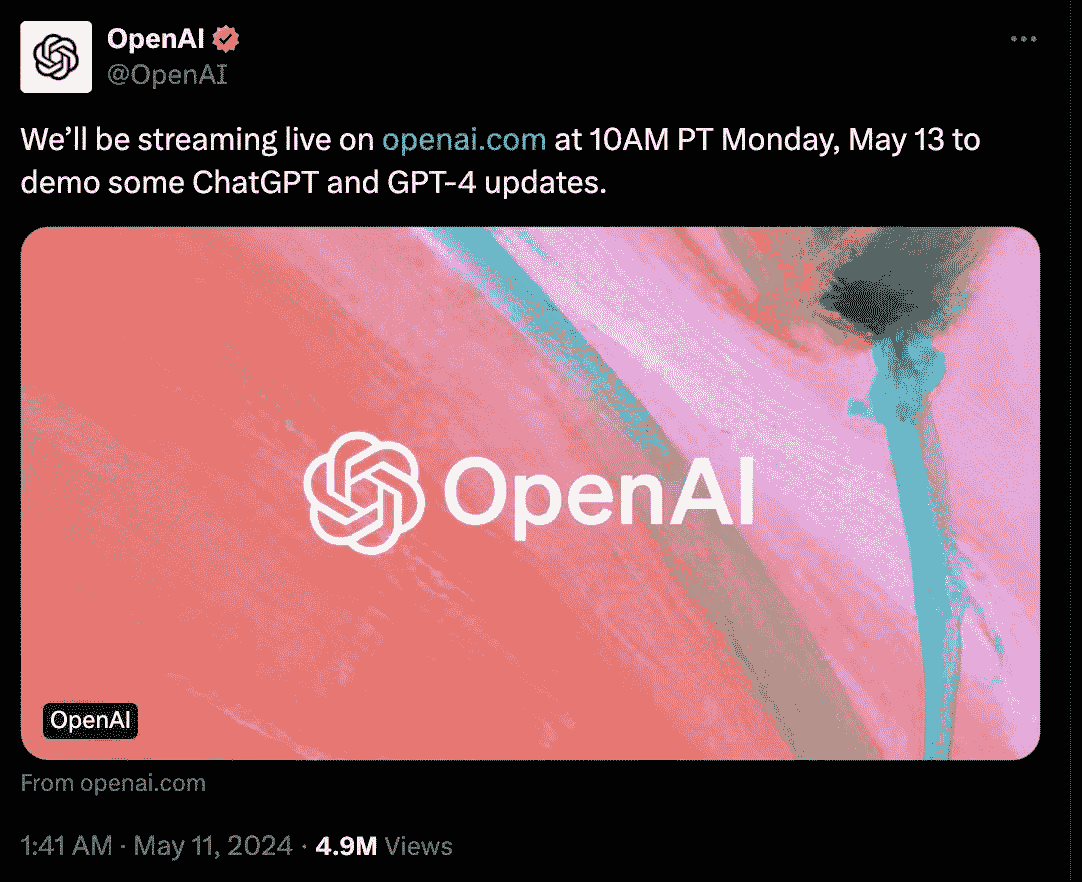 OpenAI
@OpenAI
We’ll be streaming live on openai.com at 10AM PT Monday, May 13 to
demo some ChatGPT and GPT-4 updates.
OpenAI
OpenAI
From openai.com
1:41 AM · May 11, 2024 · 4.9M Views